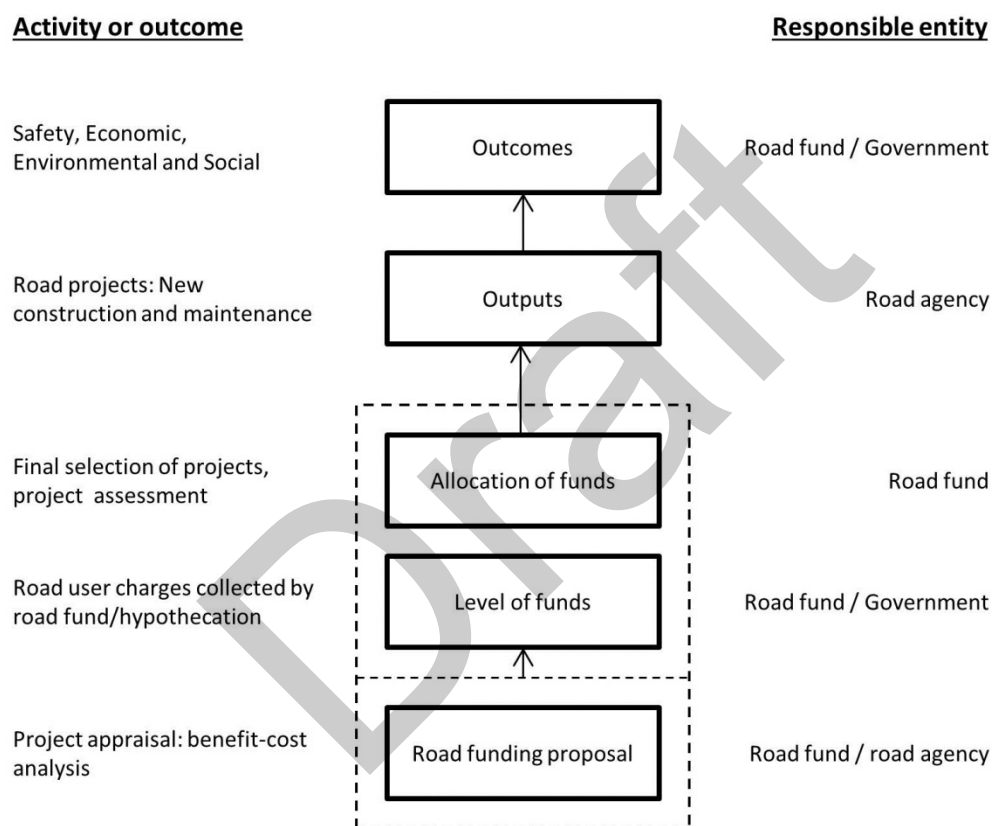 Activity or outcome
Responsible entity
Safety, Economic,
Environmental and Social
Outcomes
Road fund / Government
Road projects: New
construction and maintenance
Outputs
Road agency
Final selection of projects,
project assessment
Allocation of funds
Road fund
Road user charges collected by
road fund/hypothecation
Level of funds
Road fund / Government
Project appraisal: benefit-cost
analysis
Road funding proposal
Road fund / road agency
Draft